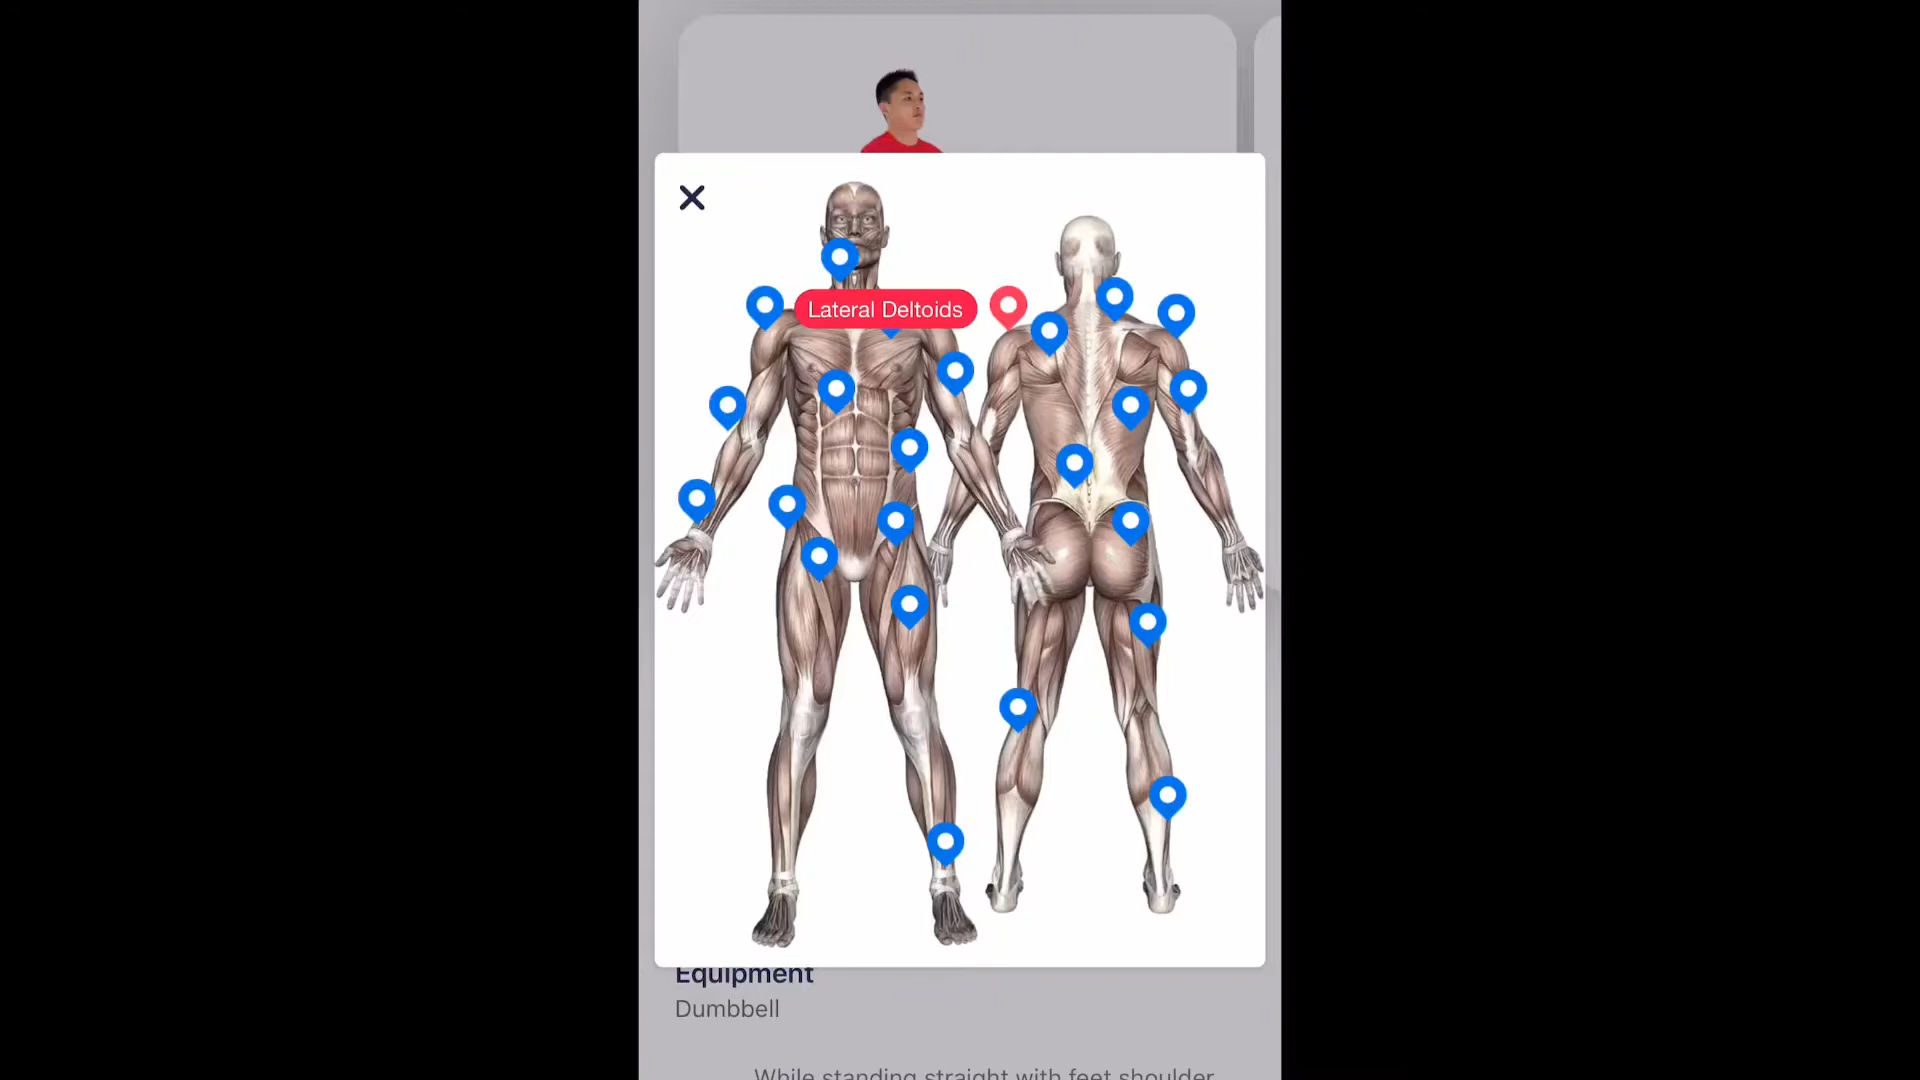 Lateral Deltoids
Equipment
Dumbbell
While standing straight with feet shoulder